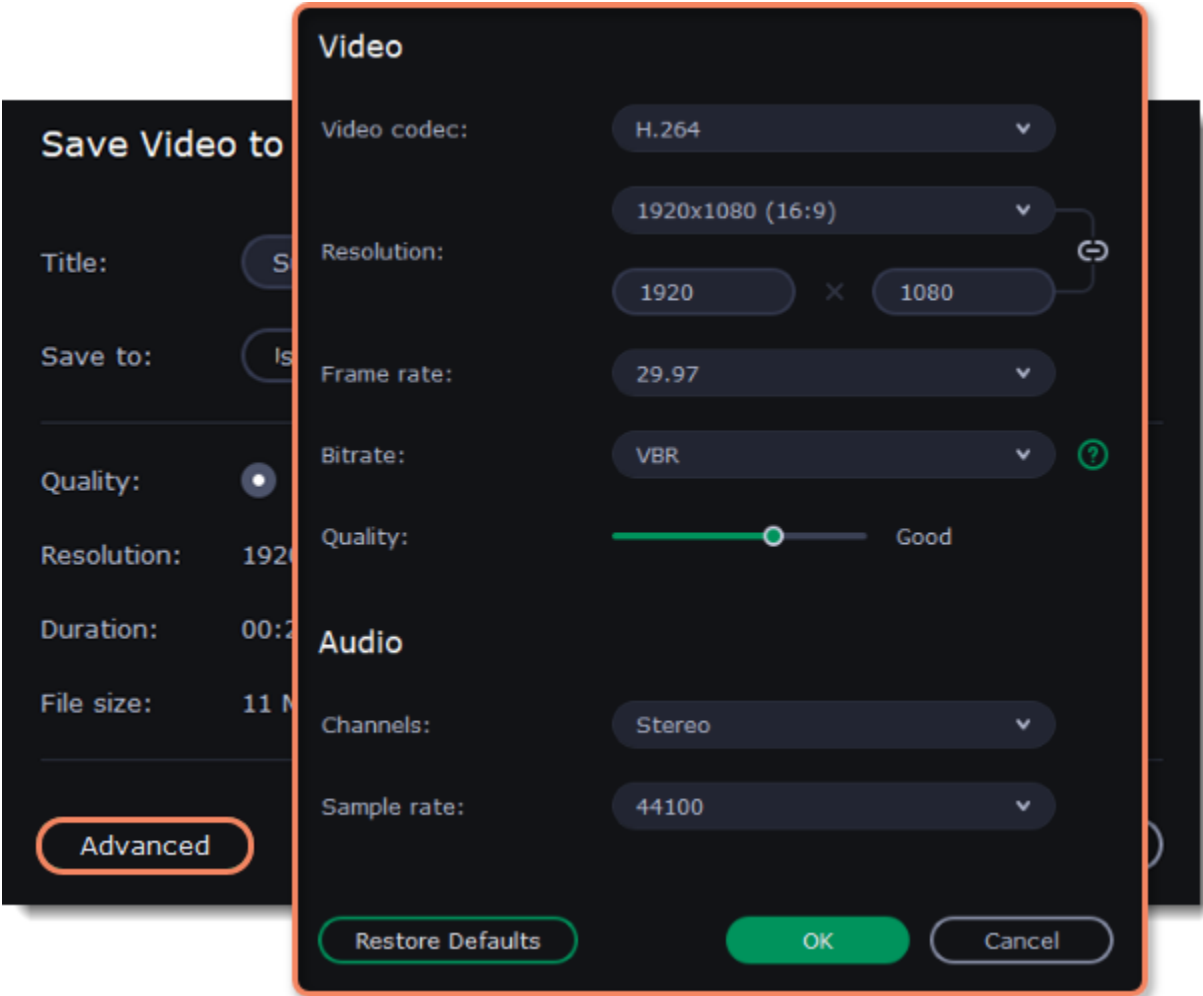 Video
Video codec: H.264
Save Video to
1920x1080 (16:9)
Title:
Resolution:
1920 × 1080
Save to:
Frame rate: 29.97
Bitrate: VBR ?
Quality:
Quality: Good
Resolution:
Duration:
Audio
File size: 11
Channels: Stereo
Sample rate: 44100
Advanced
Restore Defaults OK Cancel